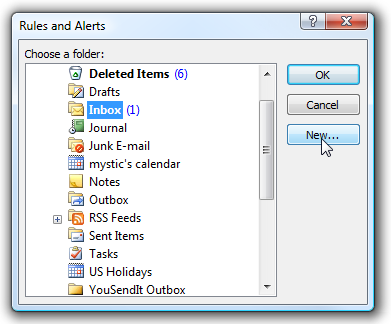 Rules and Alerts
Choose a folder:
Deleted Items (6)
Drafts
Inbox (1)
Journal
Junk E-mail
mystic's calendar
Notes
Outbox
RSS Feeds
Sent Items
Tasks
US Holidays
YouSendIt Outbox
OK
Cancel
New...